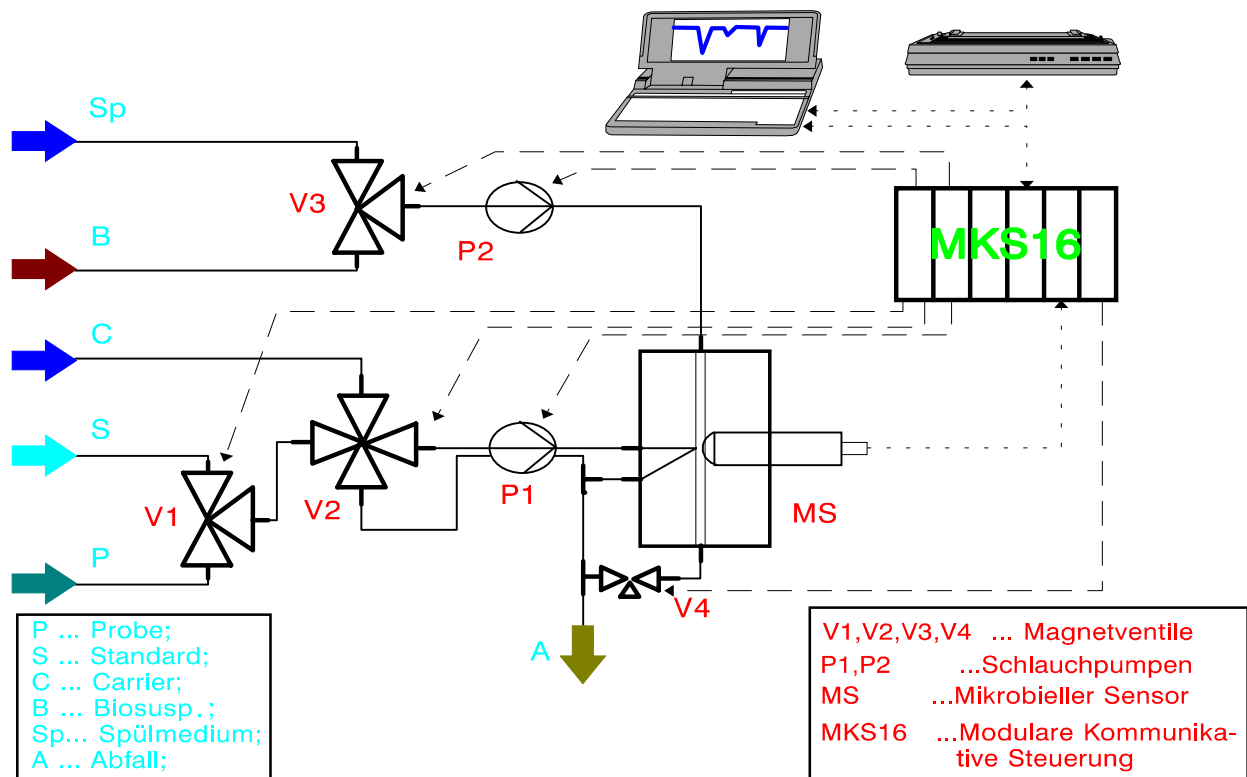 Sp
V3
B
P2
MKS16
C
S
V1
V2
P1
MS
P
V4
A
P ... Probe;
S ... Standard;
C ... Carrier;
B ... Biosusp.;
Sp... Spülmedium;
A ... Abfall;
V1,V2,V3,V4 ... Magnetventile
P1,P2 ...Schlauchpumpen
MS ...Mikrobieller Sensor
MKS16 ...Modulare Kommunika-
tive Steuerung